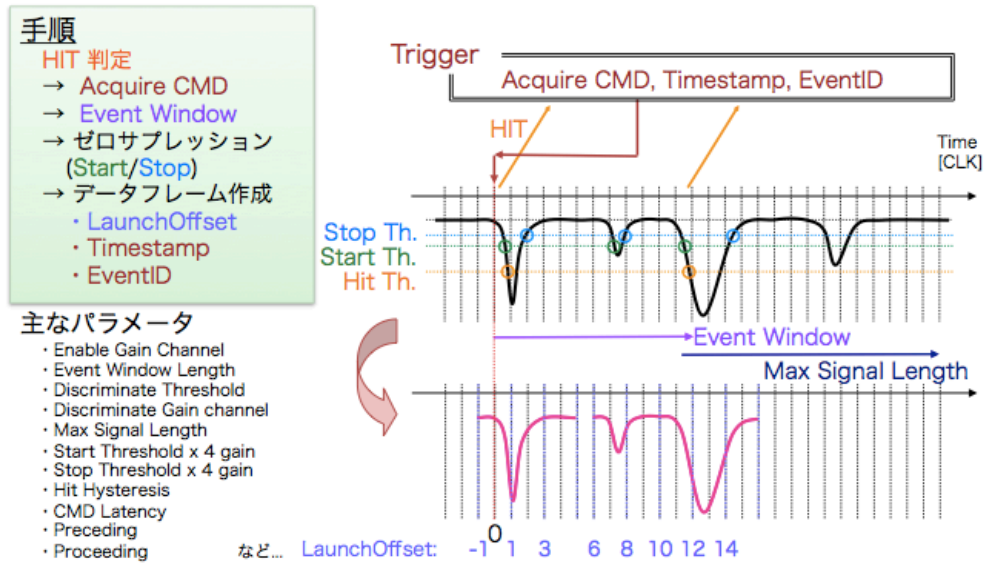 手順
HIT 判定
→ Acquire CMD
→ Event Window
→ ゼロサプレッション
(Start/Stop)
→ データフレーム作成
・LaunchOffset
・Timestamp
・EventID
主なパラメータ
・Enable Gain Channel
・Event Window Length
・Discriminate Threshold
・Discriminate Gain channel
・Max Signal Length
・Start Threshold x 4 gain
・Stop Threshold x 4 gain
・Hit Hysteresis
・CMD Latency
・Preceding
・Proceeding など...
Trigger
Acquire CMD, Timestamp, EventID
HIT
Time
[CLK]
Stop Th.
Start Th.
Hit Th.
Event Window
Max Signal Length
0
LaunchOffset: -1 1 3 6 8 10 12 14